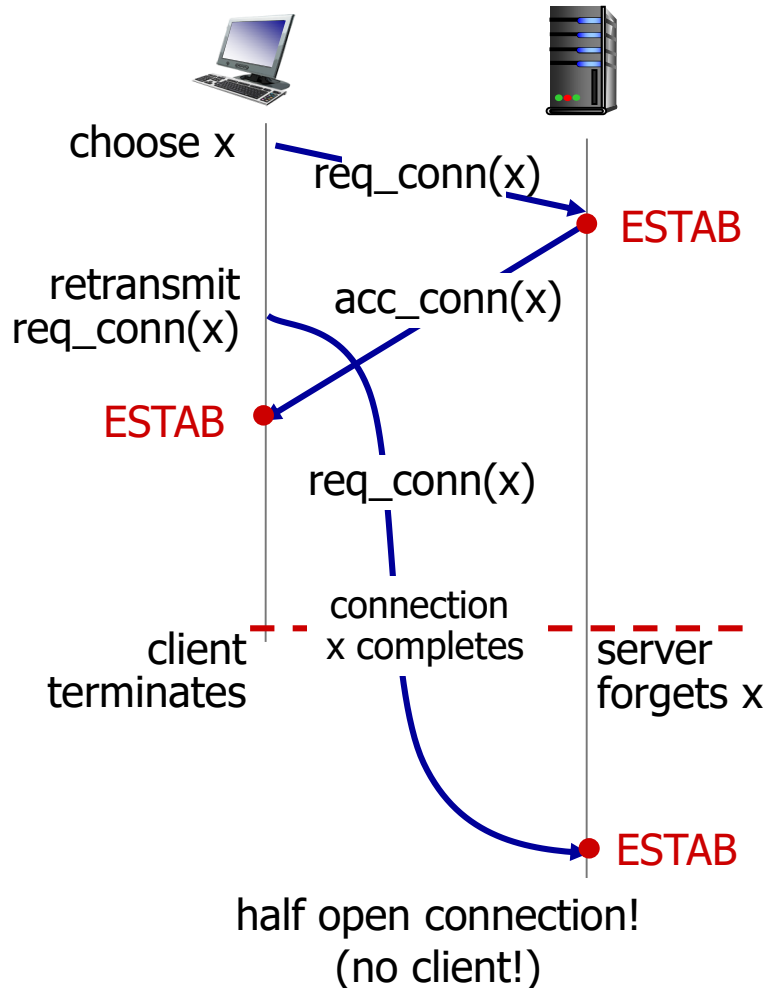 choose x
req_conn(x)
ESTAB
retransmit
req_conn(x)
acc_conn(x)
ESTAB
req_conn(x)
connection
x completes
client
terminates
server
forgets x
ESTAB
half open connection!
(no client!)